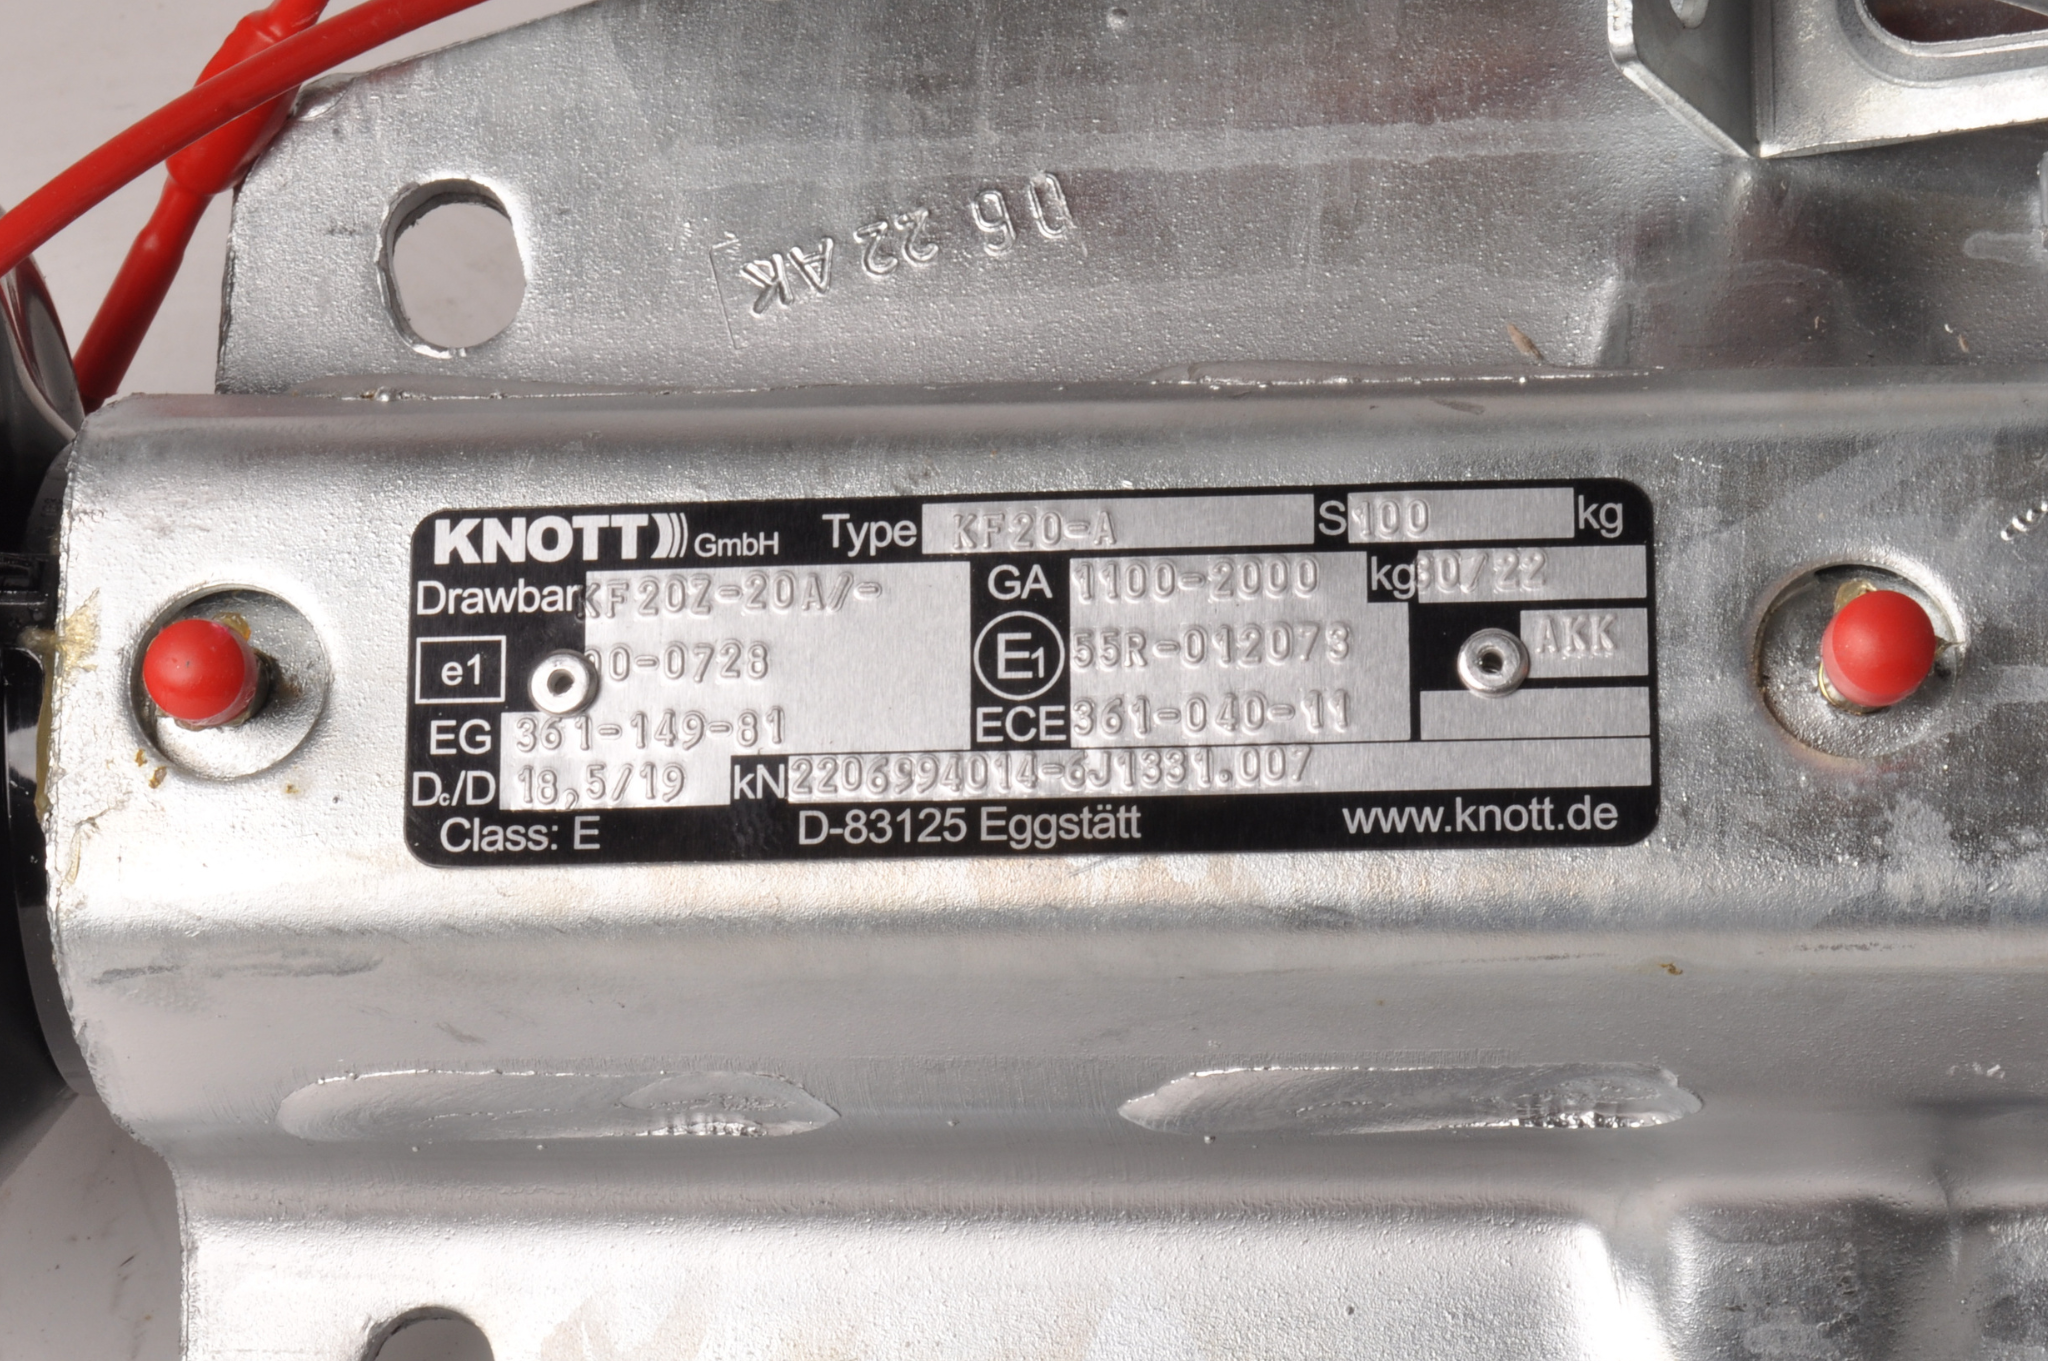 06 22 AK
KNOTT GmbH Type KF20-A S 100 kg
Drawbar KF20Z-20A/- GA 1100-2000 kg 30/22
e1 00-0728 E1 55R-012073 AKK
EG 361-149-81 ECE 361-040-11
Dc/D 18,5/19 kN 2206994014-6J1331.007
Class: E D-83125 Eggstätt www.knott.de